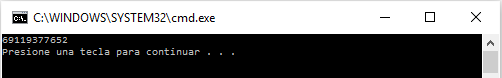 C:\WINDOWS\SYSTEM32\cmd.exe
69119377652
Presione una tecla para continuar . . .